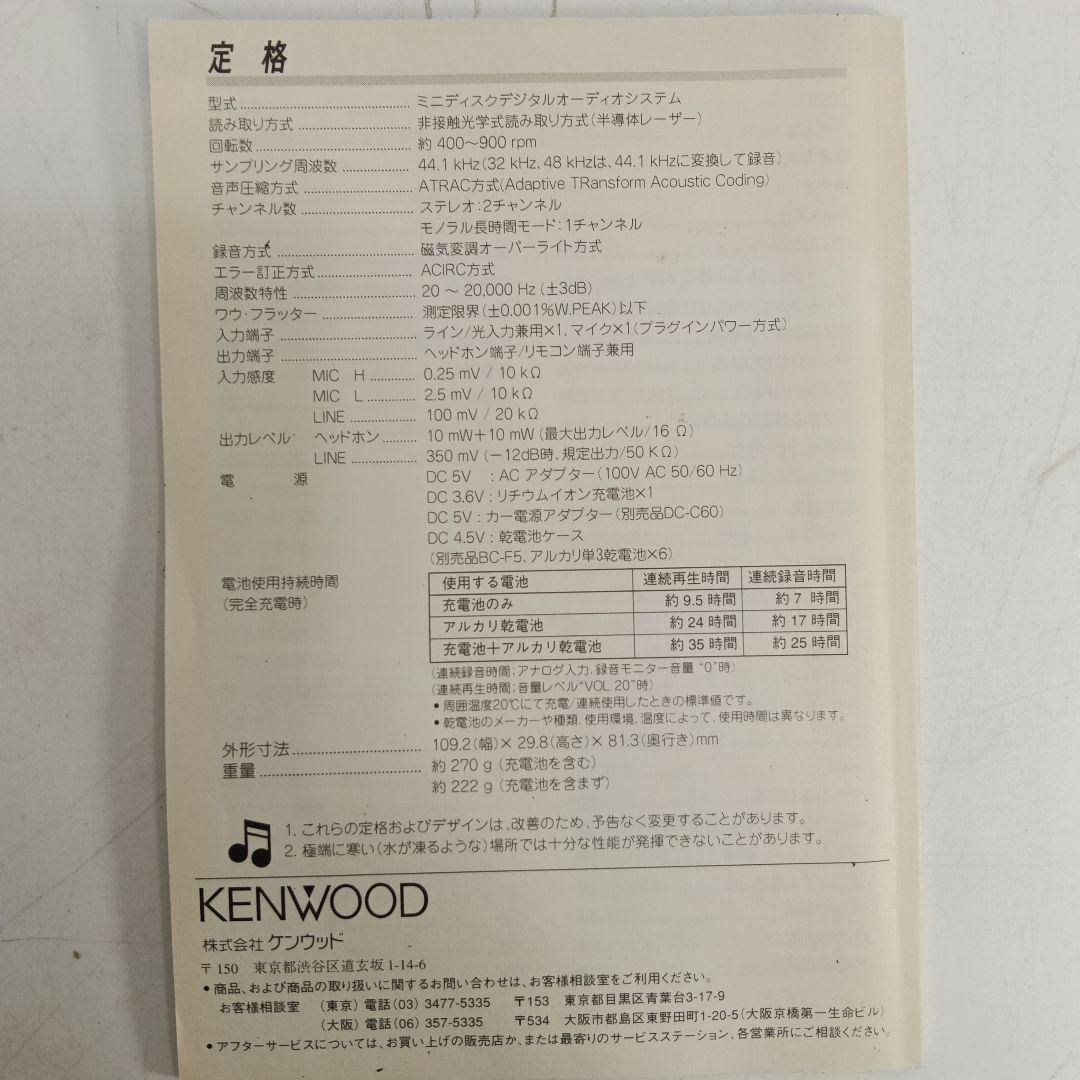 定格
型式 ................ ミニディスクデジタルオーディオシステム
読み取り方式 ................ 非接触光学式読み取り方式(半導体レーザー)
回転数 ................ 約 400〜900 rpm
サンプリング周波数 ................ 44.1 kHz(32 kHz、48 kHzは、44.1 kHzに変換して録音)
音声圧縮方式 ................ ATRAC方式(Adaptive TRansform Acoustic Coding)
チャンネル数 ................ ステレオ:2チャンネル
モノラル長時間モード:1チャンネル
録音方式 ................ 磁気変調オーバーライト方式
エラー訂正方式 ................ ACIRC方式
周波数特性 ................ 20 〜 20,000 Hz (±3dB)
ワウ・フラッター ................ 測定限界(±0.001%W.PEAK)以下
入力端子 ................ ライン/光入力兼用×1、マイク×1(プラグインパワー方式)
出力端子 ................ ヘッドホン端子/リモコン端子兼用
入力感度 MIC H ............ 0.25 mV / 10 kΩ
MIC L ............ 2.5 mV / 10 kΩ
LINE ................ 100 mV / 20 kΩ
出力レベル ヘッドホン ......... 10 mW+10 mW (最大出力レベル/16 Ω)
LINE ................ 350 mV (−12dB時、規定出力/50 KΩ)
電源 DC 5V :AC アダプター(100V AC 50/60 Hz)
DC 3.6V:リチウムイオン充電池×1
DC 5V:カー電源アダプター(別売品DC-C60)
DC 4.5V:乾電池ケース
(別売品BC-F5、アルカリ単3乾電池×6)
電池使用持続時間
(完全充電時)
使用する電池 連続再生時間 連続録音時間
充電池のみ 約 9.5 時間 約 7 時間
アルカリ乾電池 約 24 時間 約 17 時間
充電池+アルカリ乾電池 約 35 時間 約 25 時間
(連続録音時間;アナログ入力、録音モニター音量 "0"時)
(連続再生時間;音量レベル"VOL 20"時)
• 周囲温度20℃にて充電/連続使用したときの標準値です。
• 乾電池のメーカーや種類、使用環境、温度によって、使用時間は異なります。
外形寸法 ................ 109.2(幅)× 29.8(高さ)× 81.3(奥行き)mm
重量 ................ 約 270 g (充電池を含む)
約 222 g (充電池を含まず)
1. これらの定格およびデザインは、改善のため、予告なく変更することがあります。
2. 極端に寒い(水が凍るような)場所では十分な性能が発揮できないことがあります。
KENWOOD
株式会社 ケンウッド
〒150 東京都渋谷区道玄坂 1-14-6
• 商品、および商品の取り扱いに関するお問い合わせは、お客様相談室をご利用ください。
お客様相談室 (東京) 電話(03) 3477-5335 〒153 東京都目黒区青葉台3-17-9
(大阪) 電話(06) 357-5335 〒534 大阪市都島区東野田町1-20-5(大阪京橋第一生命ビル)
• アフターサービスについては、お買い上げの販売店か、または最寄りのサービスステーション、各営業所にご相談ください。